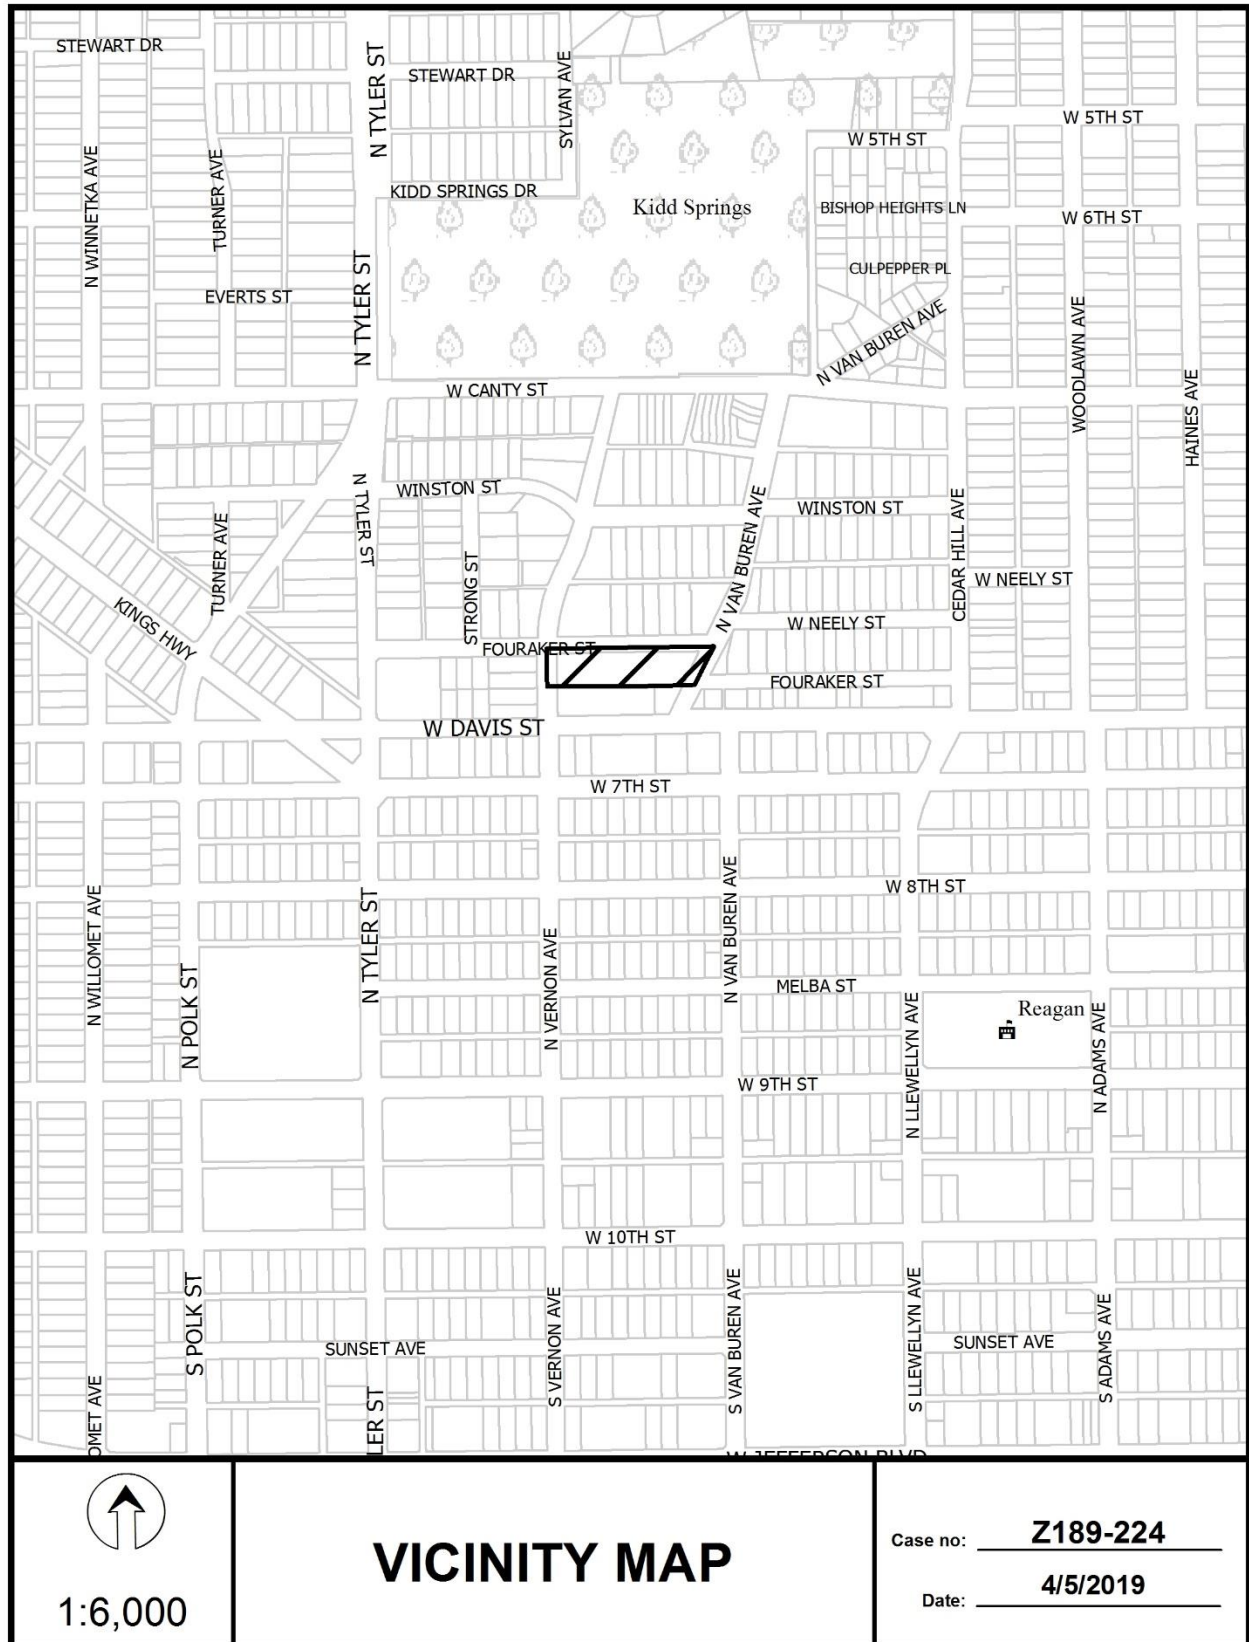 STEWART DR
N TYLER ST
STEWART DR
SYLVAN AVE
W 5TH ST
W 5TH ST
N WINNETKA AVE
TURNER AVE
KIDD SPRINGS DR
Kidd Springs
BISHOP HEIGHTS LN
W 6TH ST
CULPEPPER PL
EVERTS ST
N TYLER ST
N VAN BUREN AVE
WOODLAWN AVE
HAINES AVE
W CANTY ST
WINSTON ST
N TYLER ST
WINSTON ST
N VAN BUREN AVE
CEDAR HILL AVE
TURNER AVE
STRONG ST
W NEELY ST
KINGS HWY
W NEELY ST
FOURAKER ST
FOURAKER ST
W DAVIS ST
W 7TH ST
W 8TH ST
N WILLOMET AVE
N TYLER ST
N VAN BUREN AVE
N POLK ST
N VERNON AVE
MELBA ST
Reagan
N LLEWELLYN AVE
N ADAMS AVE
W 9TH ST
W 10TH ST
S POLK ST
S VERNON AVE
S VAN BUREN AVE
S LLEWELLYN AVE
S ADAMS AVE
SUNSET AVE
SUNSET AVE
OMET AVE
LER ST
W JEFFERSON BLVD
1:6,000
VICINITY MAP
Case no: Z189-224
Date: 4/5/2019